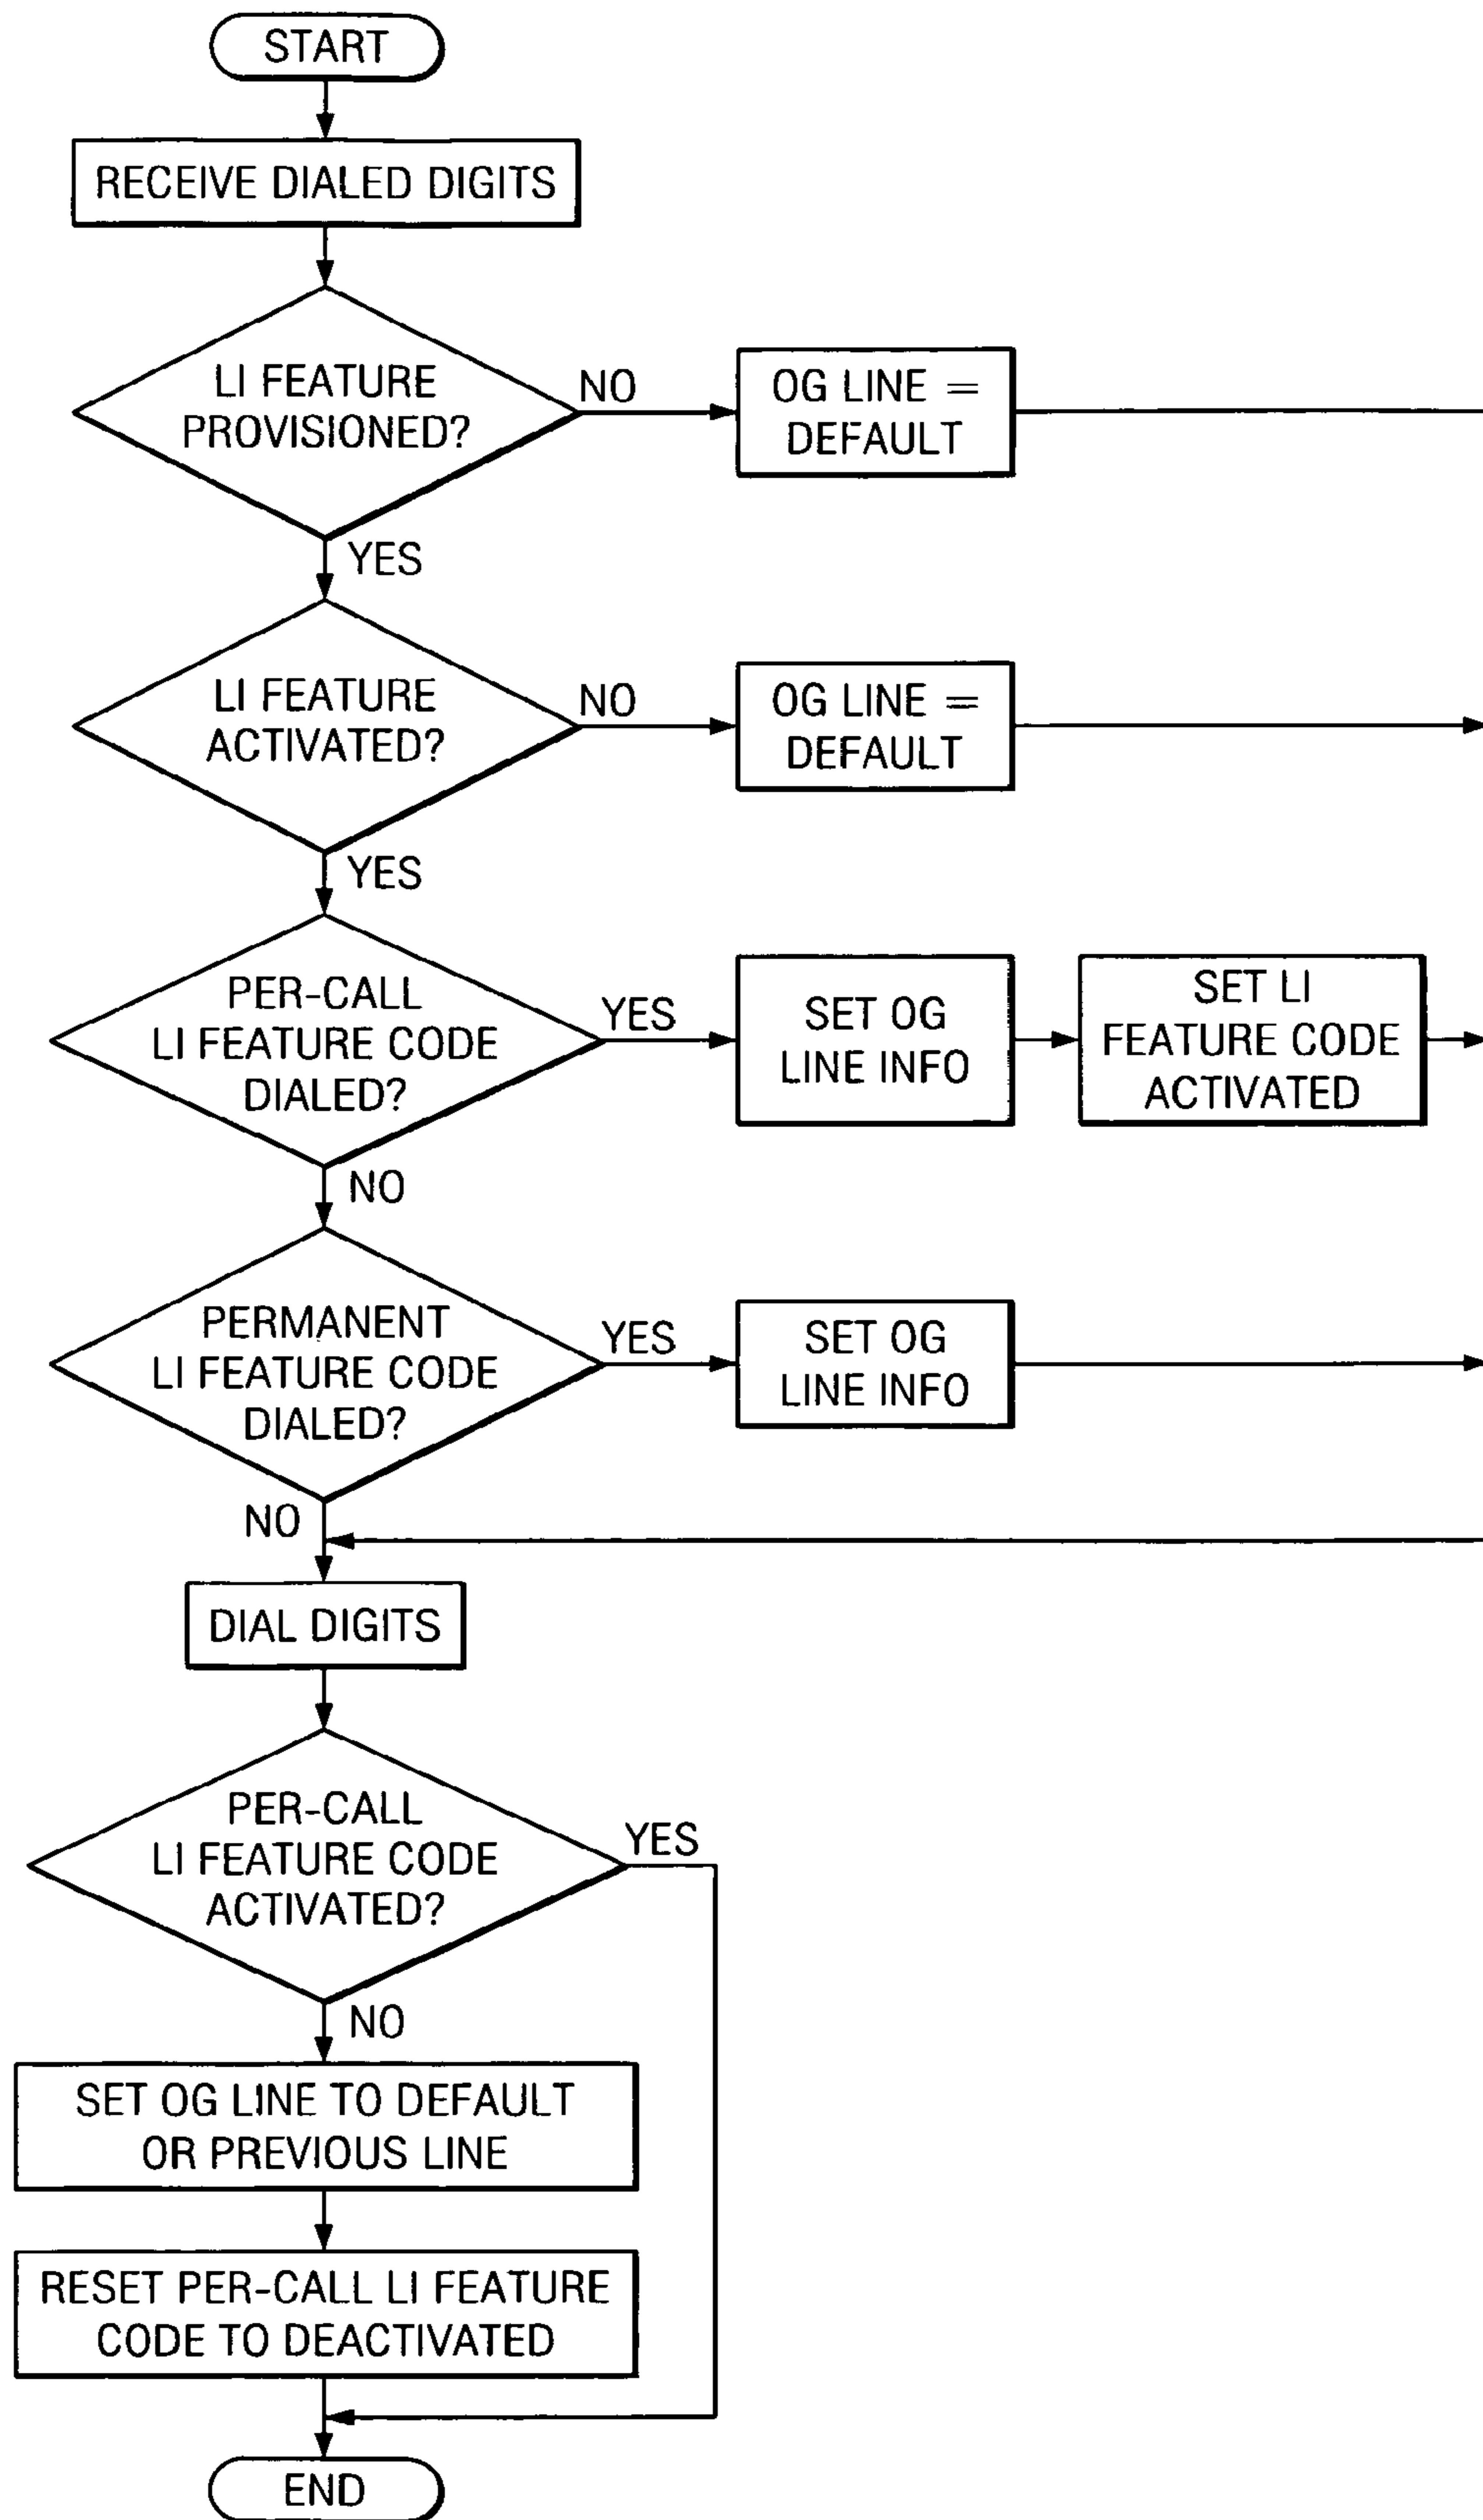 START
RECEIVE DIALED DIGITS
LI FEATURE
PROVISIONED?
NO
OG LINE =
DEFAULT
YES
LI FEATURE
ACTIVATED?
NO
OG LINE =
DEFAULT
YES
PER-CALL
LI FEATURE CODE
DIALED?
YES
SET OG
LINE INFO
SET LI
FEATURE CODE
ACTIVATED
NO
PERMANENT
LI FEATURE CODE
DIALED?
YES
SET OG
LINE INFO
NO
DIAL DIGITS
PER-CALL
LI FEATURE CODE
ACTIVATED?
YES
NO
SET OG LINE TO DEFAULT
OR PREVIOUS LINE
RESET PER-CALL LI FEATURE
CODE TO DEACTIVATED
END